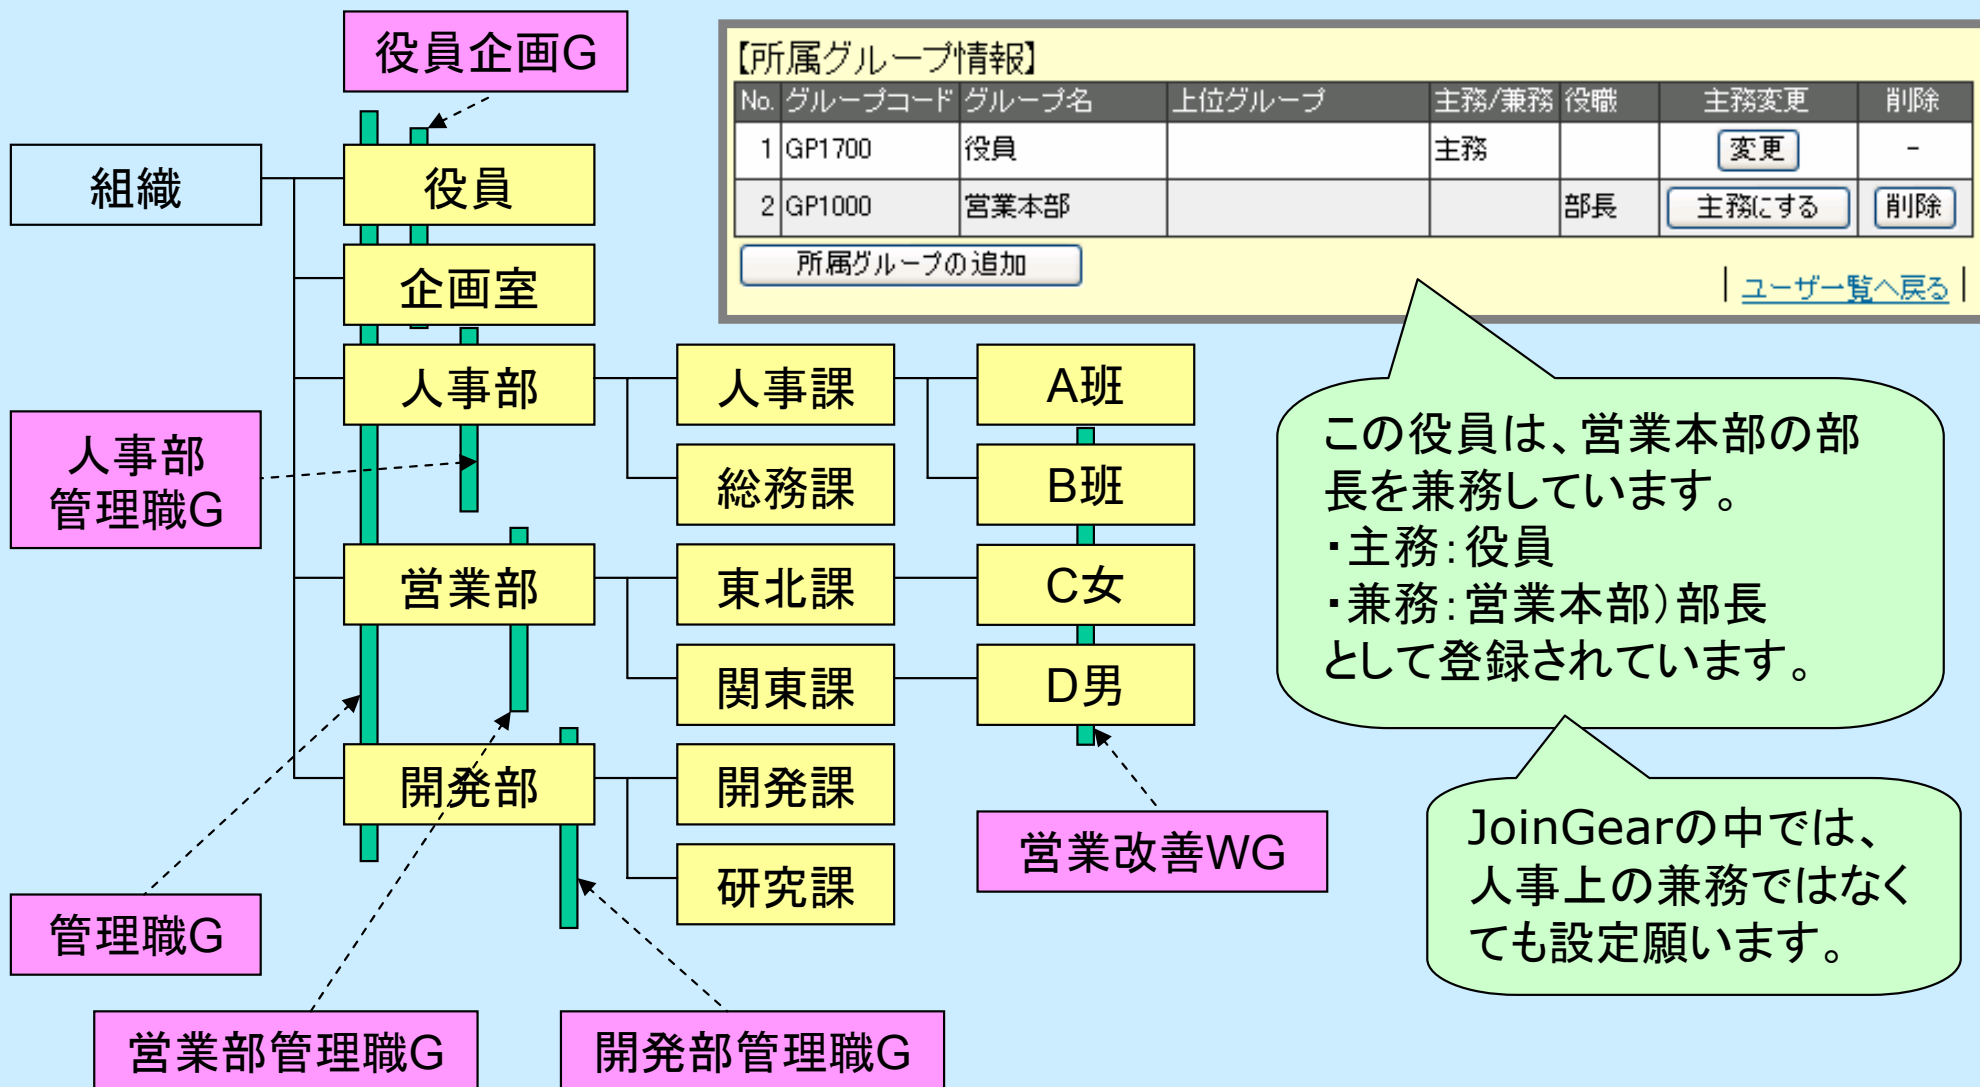 役員企画G
組織
役員
企画室
人事部
人事課
A班
人事部
管理職G
総務課
B班
営業部
東北課
C女
関東課
D男
開発部
開発課
営業改善WG
研究課
管理職G
営業部管理職G
開発部管理職G
【所属グループ情報】
No. グループコード グループ名 上位グループ 主務/兼務 役職 主務変更 削除
1 GP1700 役員 主務 変更 -
2 GP1000 営業本部 部長 主務にする 削除
所属グループの追加
| ユーザー覧へ戻る |
この役員は、営業本部の部
長を兼務しています。
・主務：役員
・兼務：営業本部）部長
として登録されています。
JoinGearの中では、
人事上の兼務ではなく
ても設定願います。